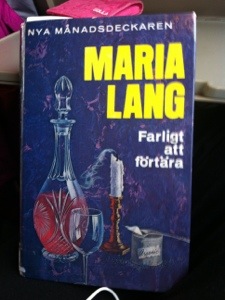 NYA MÅNADSDECKAREN
MARIA
LANG
Farligt
att
förtära